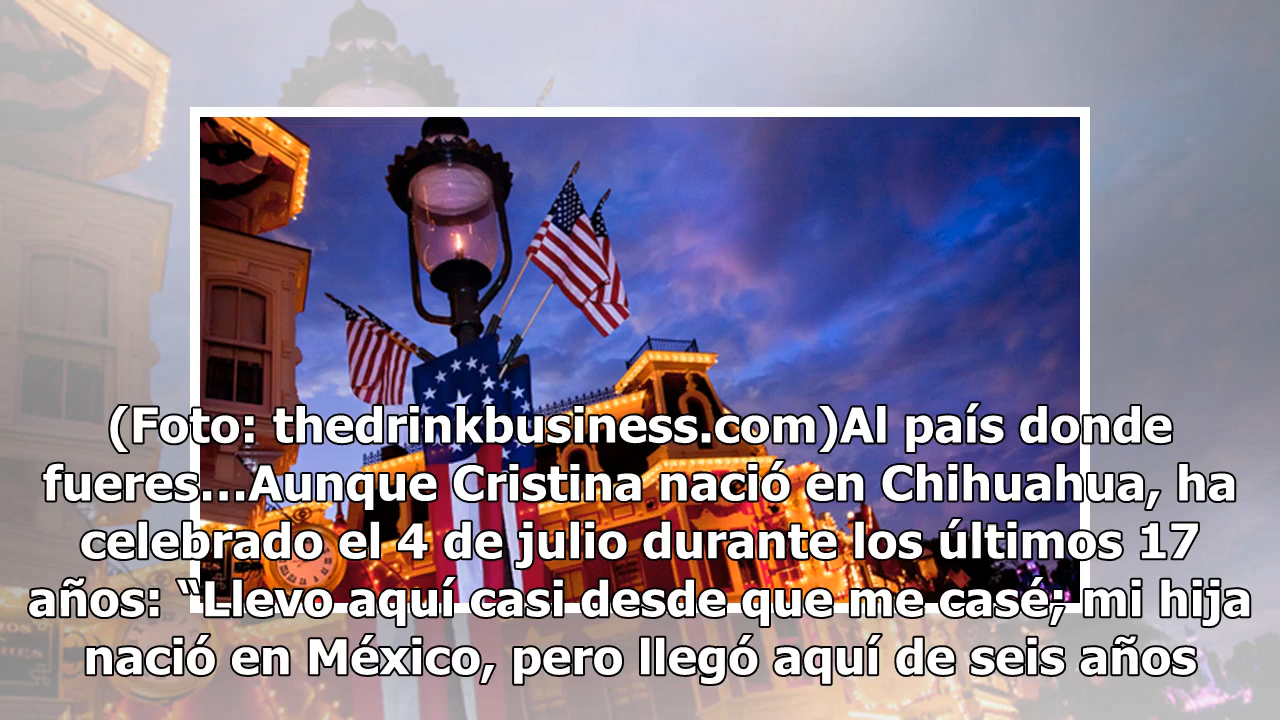 (Foto: thedrinkbusiness.com)Al país donde
fueres...Aunque Cristina nació en Chihuahua, ha
celebrado el 4 de julio durante los últimos 17
años: “Llevo aquí casi desde que me casé; mi hija
nació en México, pero llegó aquí de seis años